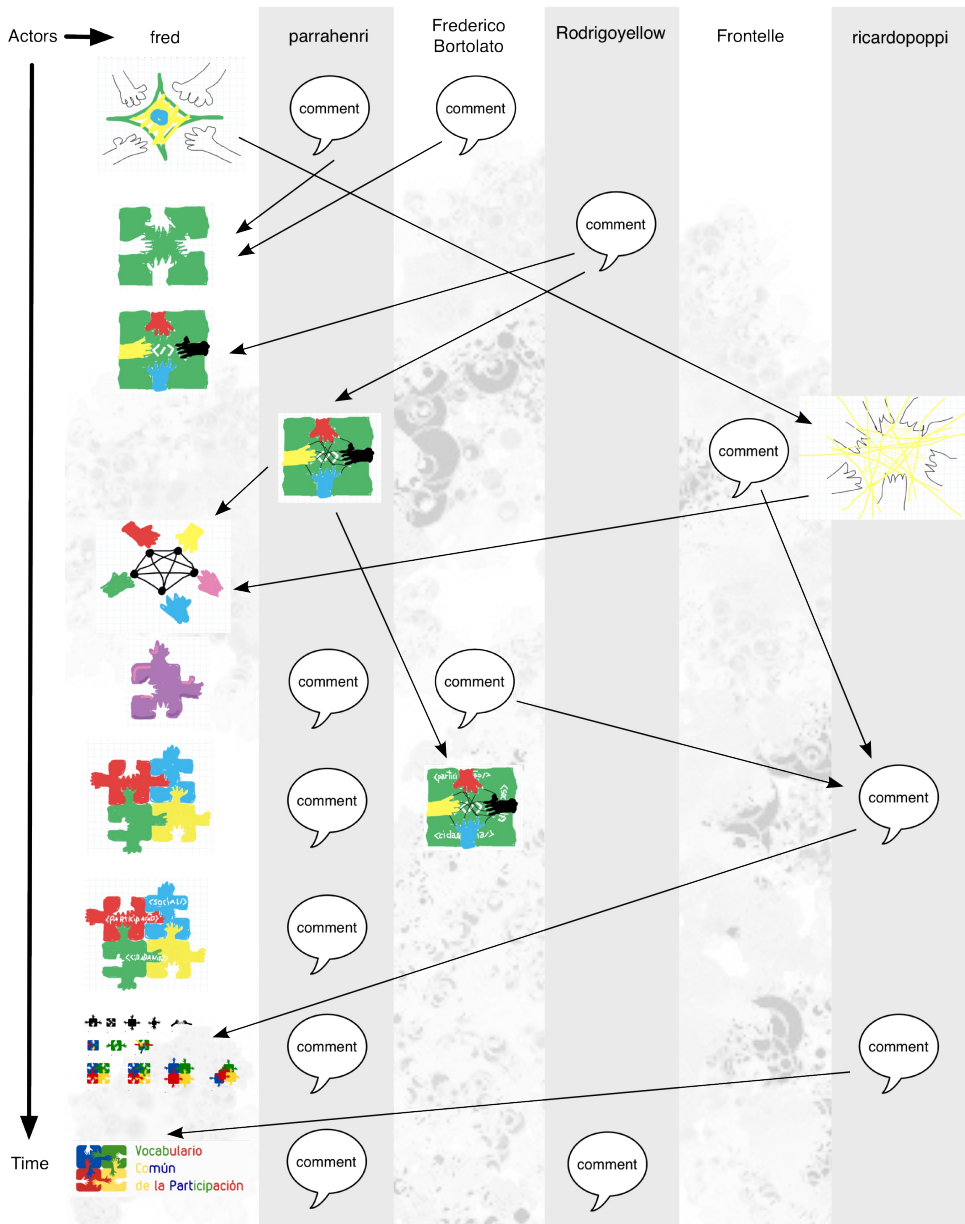 Actors
fred
parrahenri
Frederico
Bortolato
Rodrigoyellow
Frontelle
ricardopoppi
comment
comment
comment
</>
comment
</>
comment
comment
comment
</>
comment
comment
<SOCIAL/>
<PARTICIPAÇÃO>
comment
comment
comment
Time
Vocabulario
Común
de la Participación
comment
comment